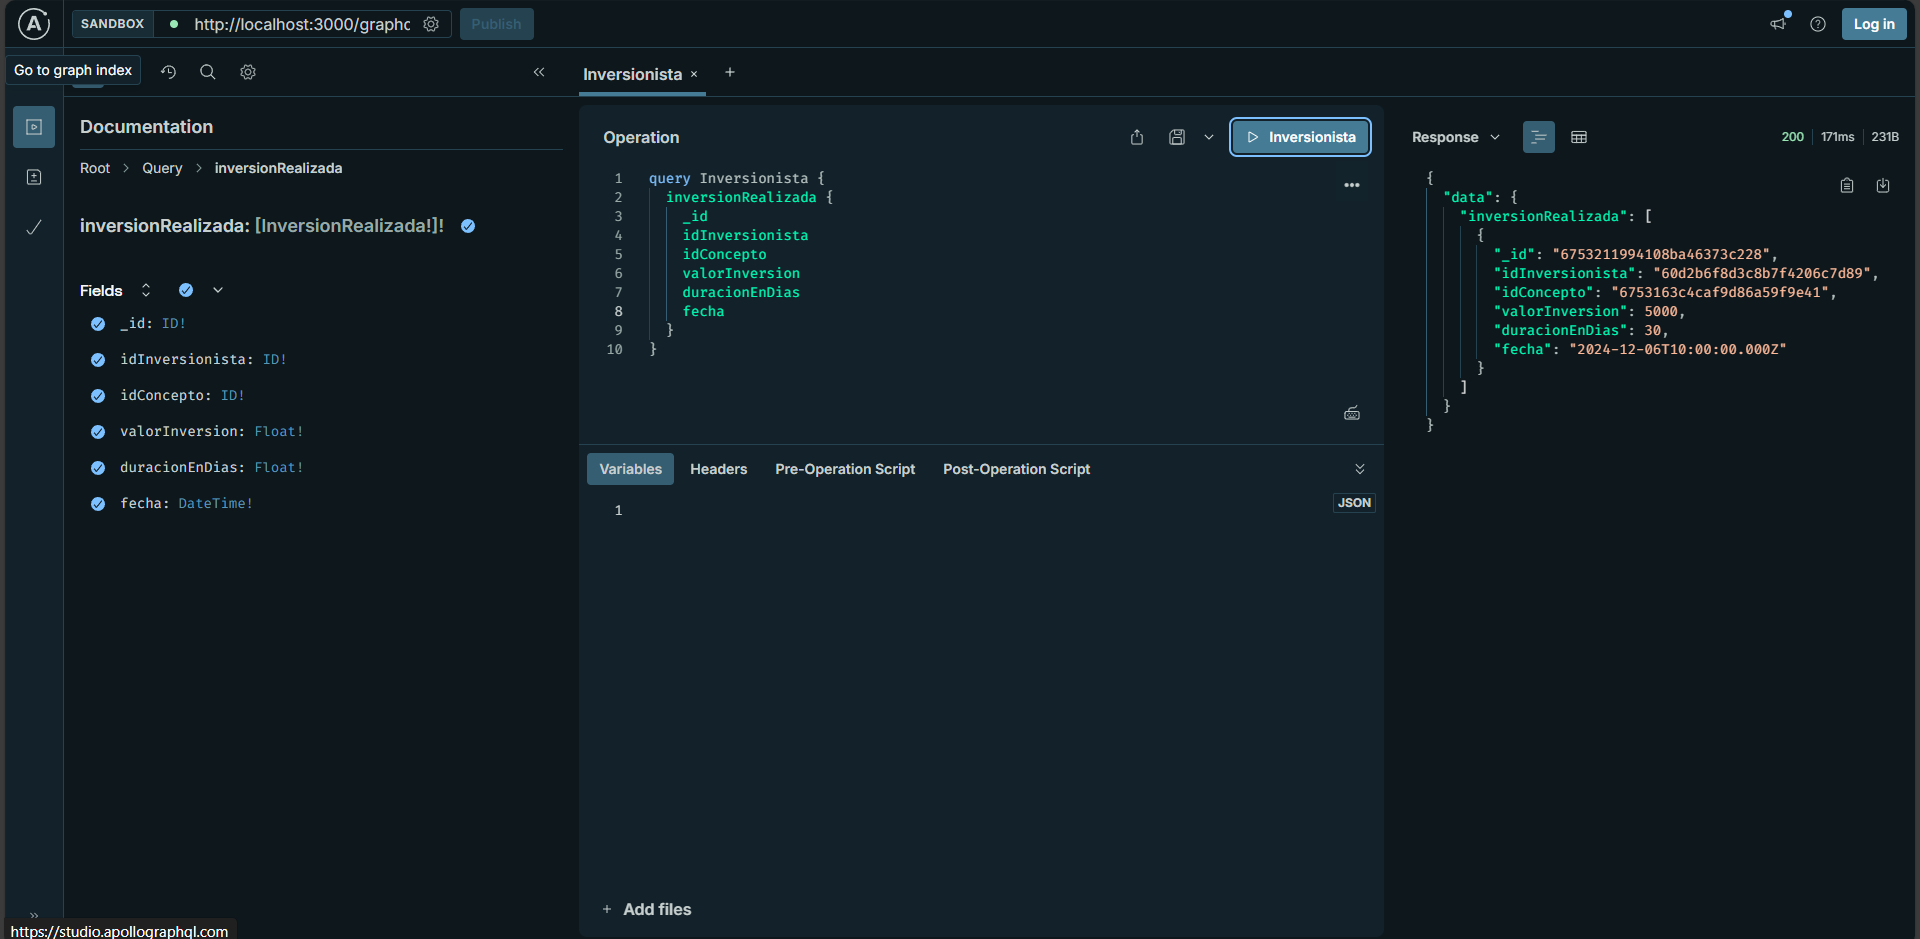 SANDBOX
http://localhost:3000/graphc
Publish
Log in
Go to graph index
Inversionista × +
Documentation
Root > Query > inversionRealizada
inversionRealizada: [InversionRealizada!]!
Fields
_id: ID!
idInversionista: ID!
idConcepto: ID!
valorInversion: Float!
duracionEnDias: Float!
fecha: DateTime!
Operation
Inversionista
1 query Inversionista {
2 inversionRealizada {
3 _id
4 idInversionista
5 idConcepto
6 valorInversion
7 duracionEnDias
8 fecha
9 }
10 }
Variables Headers Pre-Operation Script Post-Operation Script
1
JSON
+ Add files
Response
200 171ms 231B
{
"data": {
"inversionRealizada": [
{
"_id": "6753211994108ba46373c228",
"idInversionista": "60d2b6f8d3c8b7f4206c7d89",
"idConcepto": "6753163c4caf9d86a59f9e41",
"valorInversion": 5000,
"duracionEnDias": 30,
"fecha": "2024-12-06T10:00:00.000Z"
}
]
}
}
https://studio.apollographql.com